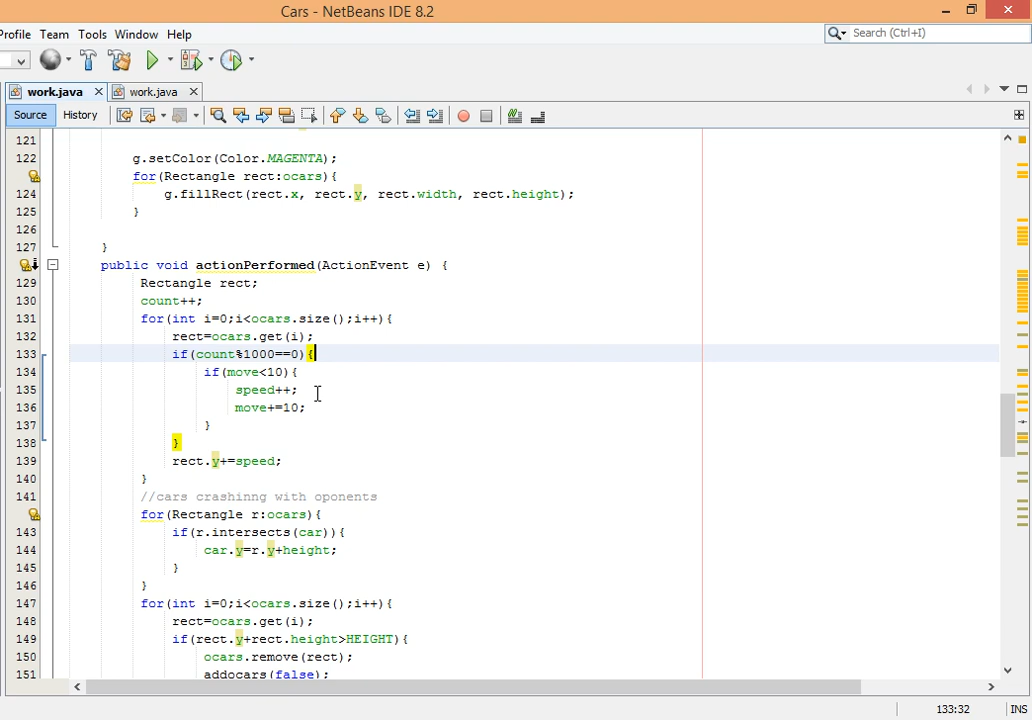 Cars - NetBeans IDE 8.2
Profile Team Tools Window Help
Search (Ctrl+I)
work.java
work.java
Source History
121
122 g.setColor(Color.MAGENTA);
for(Rectangle rect:ocars){
124 g.fillRect(rect.x, rect.y, rect.width, rect.height);
125 }
126
127 }
public void actionPerformed(ActionEvent e) {
129 Rectangle rect;
130 count++;
131 for(int i=0;i<ocars.size();i++){
132 rect=ocars.get(i);
133 if(count%1000==0){
134 if(move<10){
135 speed++;
136 move+=10;
137 }
138 }
139 rect.y+=speed;
140 }
141 //cars crashinng with oponents
for(Rectangle r:ocars){
143 if(r.intersects(car)){
144 car.y=r.y+height;
145 }
146 }
147 for(int i=0;i<ocars.size();i++){
148 rect=ocars.get(i);
149 if(rect.y+rect.height>HEIGHT){
150 ocars.remove(rect);
151 addocars(false);
133:32 INS